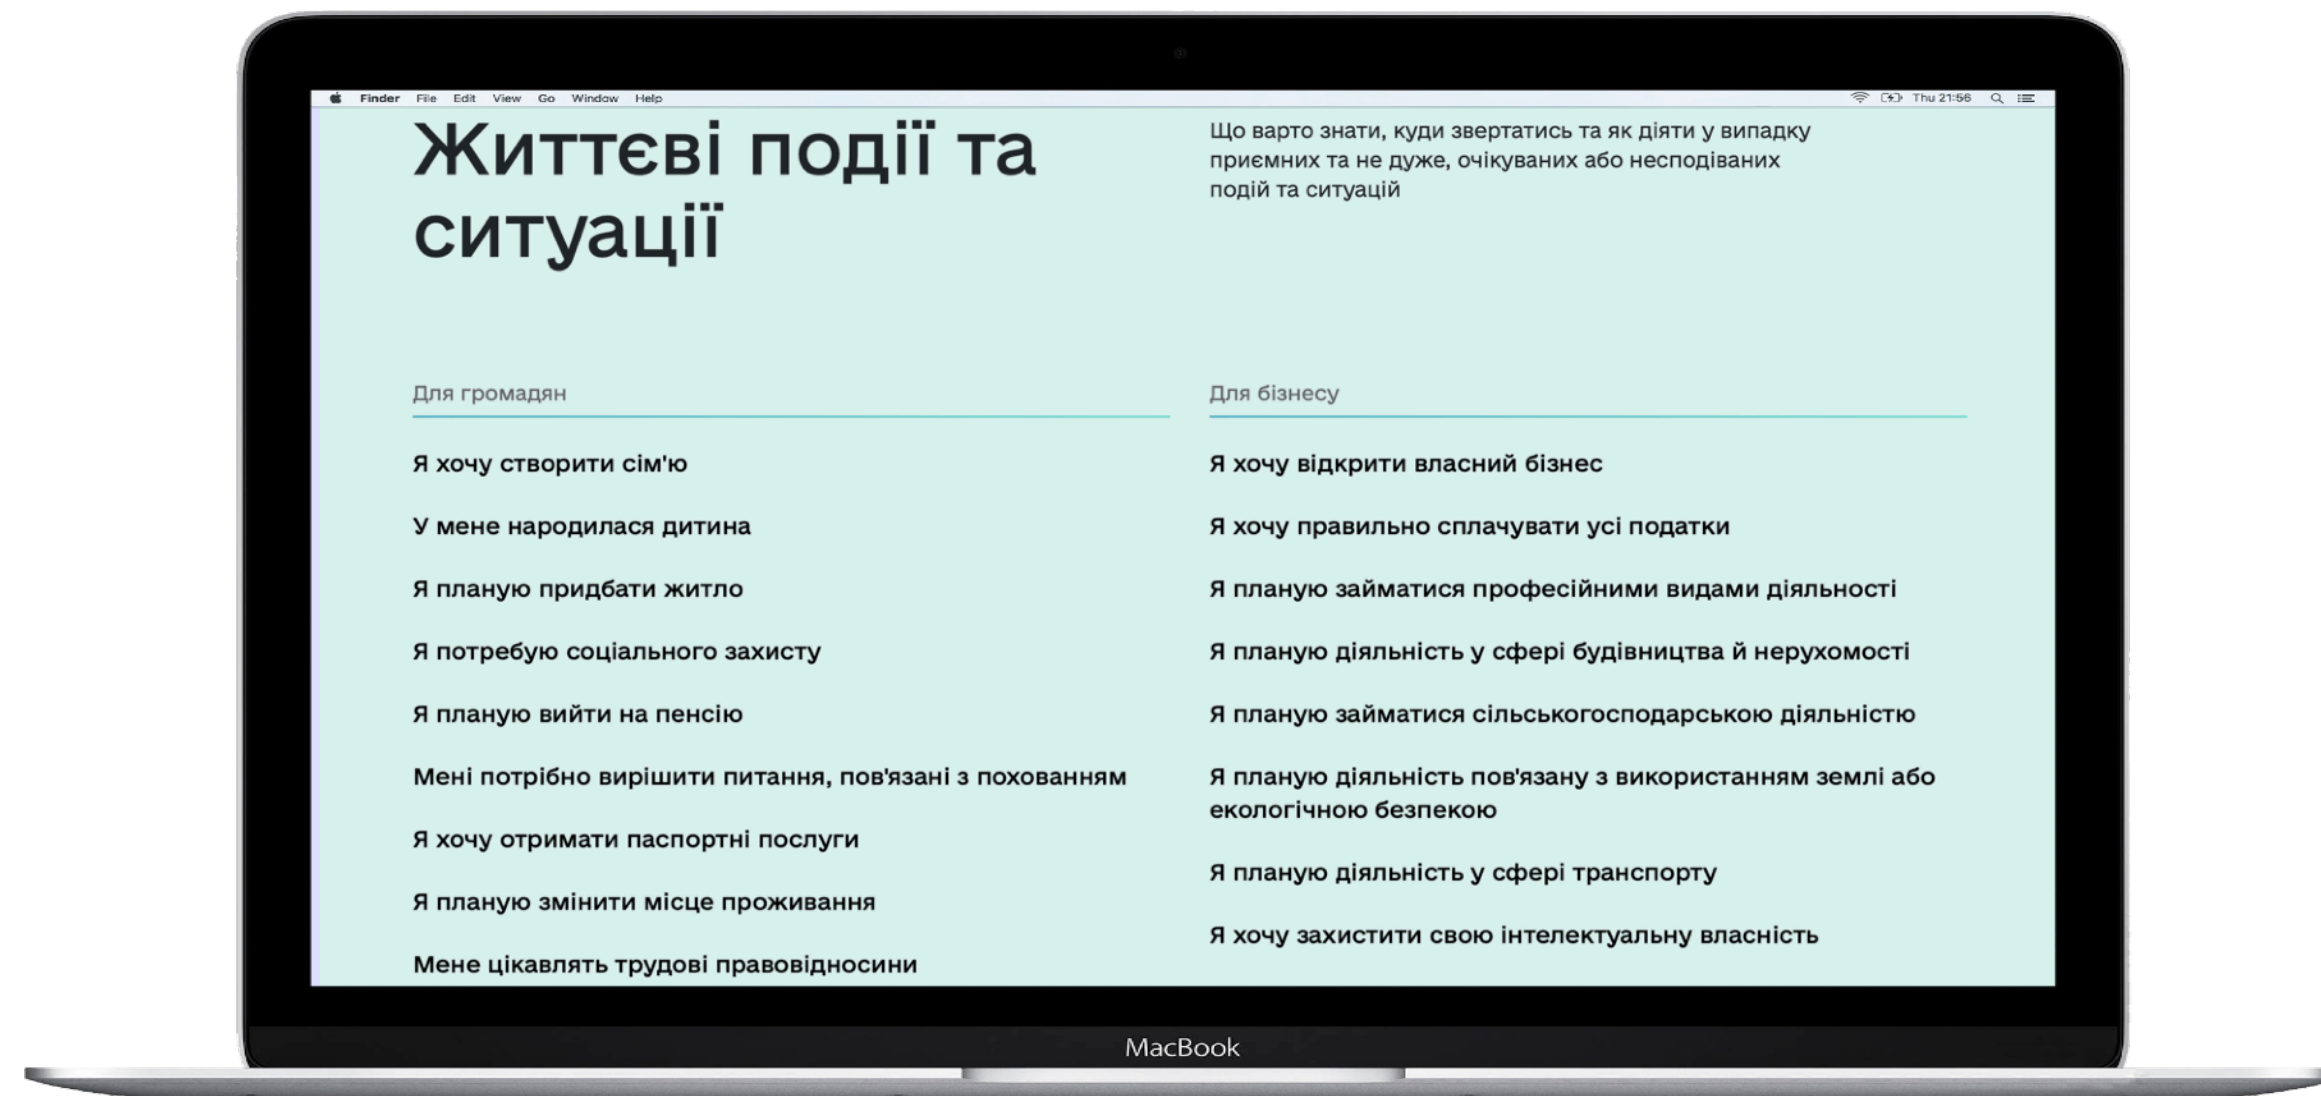 Finder File Edit View Go Window Help
Thu 21:56
Життєві події та
ситуації
Що варто знати, куди звертатись та як діяти у випадку
приємних та не дуже, очікуваних або несподіваних
подій та ситуацій
Для громадян
Я хочу створити сім'ю
У мене народилася дитина
Я планую придбати житло
Я потребую соціального захисту
Я планую вийти на пенсію
Мені потрібно вирішити питання, пов'язані з похованням
Я хочу отримати паспортні послуги
Я планую змінити місце проживання
Мене цікавлять трудові правовідносини
Для бізнесу
Я хочу відкрити власний бізнес
Я хочу правильно сплачувати усі податки
Я планую займатися професійними видами діяльності
Я планую діяльність у сфері будівництва й нерухомості
Я планую займатися сільськогосподарською діяльністю
Я планую діяльність пов'язану з використанням землі або
екологічною безпекою
Я планую діяльність у сфері транспорту
Я хочу захистити свою інтелектуальну власність
MacBook